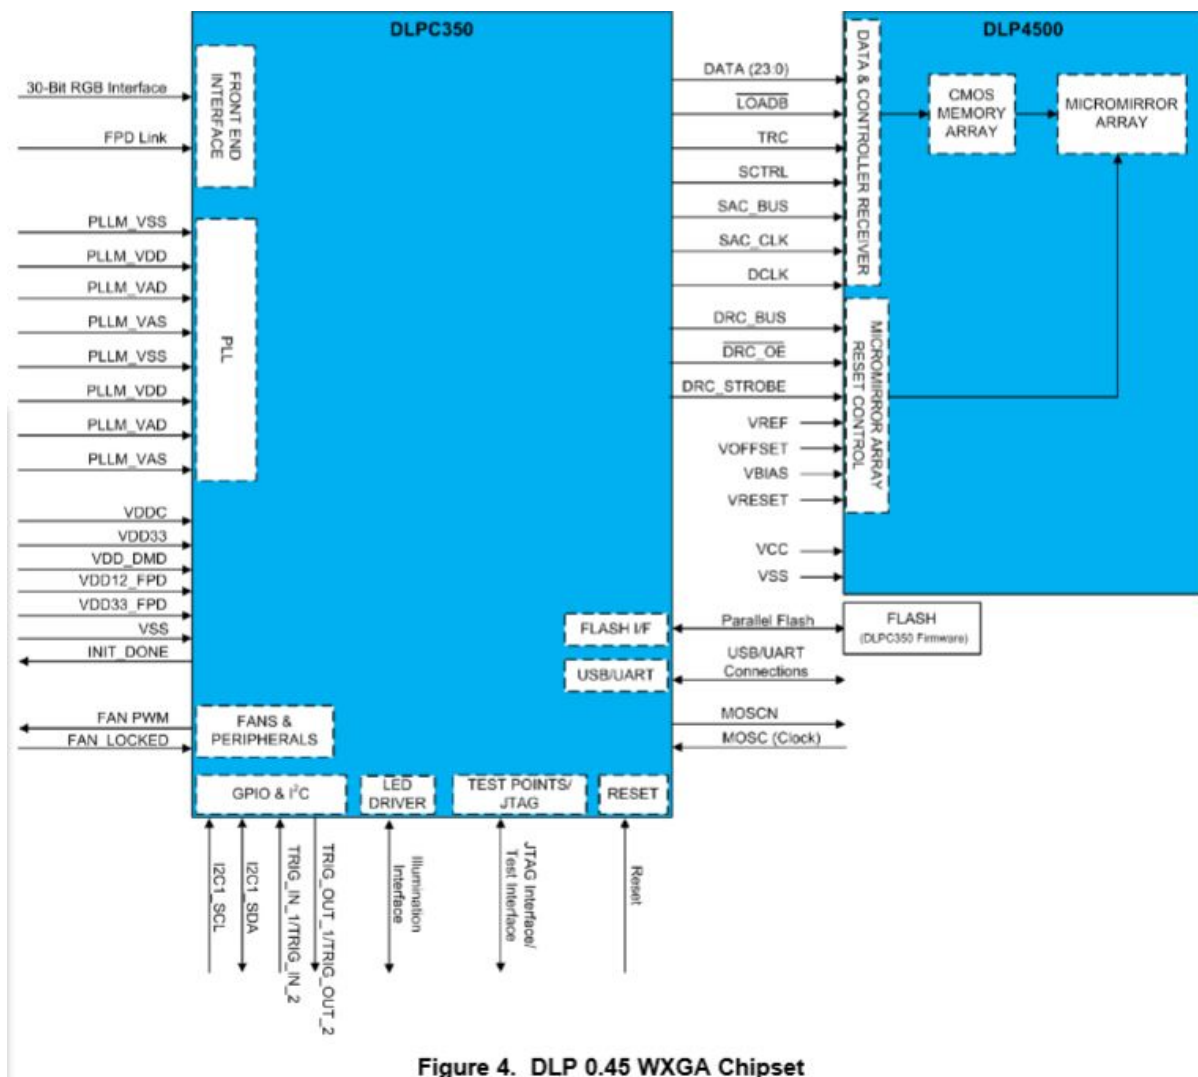 DLPC350
DLP4500
FRONT END
INTERFACE
30-Bit RGB Interface
FPD Link
PLL
PLLM_VSS
PLLM_VDD
PLLM_VAD
PLLM_VAS
PLLM_VSS
PLLM_VDD
PLLM_VAD
PLLM_VAS
VDDC
VDD33
VDD_DMD
VDD12_FPD
VDD33_FPD
VSS
INIT_DONE
FAN PWM
FAN_LOCKED
FANS &
PERIPHERALS
GPIO & I²C
LED
DRIVER
TEST POINTS/
JTAG
RESET
FLASH I/F
USB/UART
DATA (23:0)
LOADB
TRC
SCTRL
SAC_BUS
SAC_CLK
DCLK
DRC_BUS
DRC_OE
DRC_STROBE
VREF
VOFFSET
VBIAS
VRESET
VCC
VSS
Parallel Flash
USB/UART
Connections
MOSCN
MOSC (Clock)
DATA & CONTROLLER RECEIVER
CMOS
MEMORY
ARRAY
MICROMIRROR
ARRAY
MICROMIRROR ARRAY
RESET CONTROL
FLASH
(DLPC350 Firmware)
I2C1_SCL
I2C1_SDA
TRIG_IN_1/TRIG_IN_2
TRIG_OUT_1/TRIG_OUT_2
Illumination
Interface
JTAG Interface/
Test Interface
Reset
Figure 4. DLP 0.45 WXGA Chipset